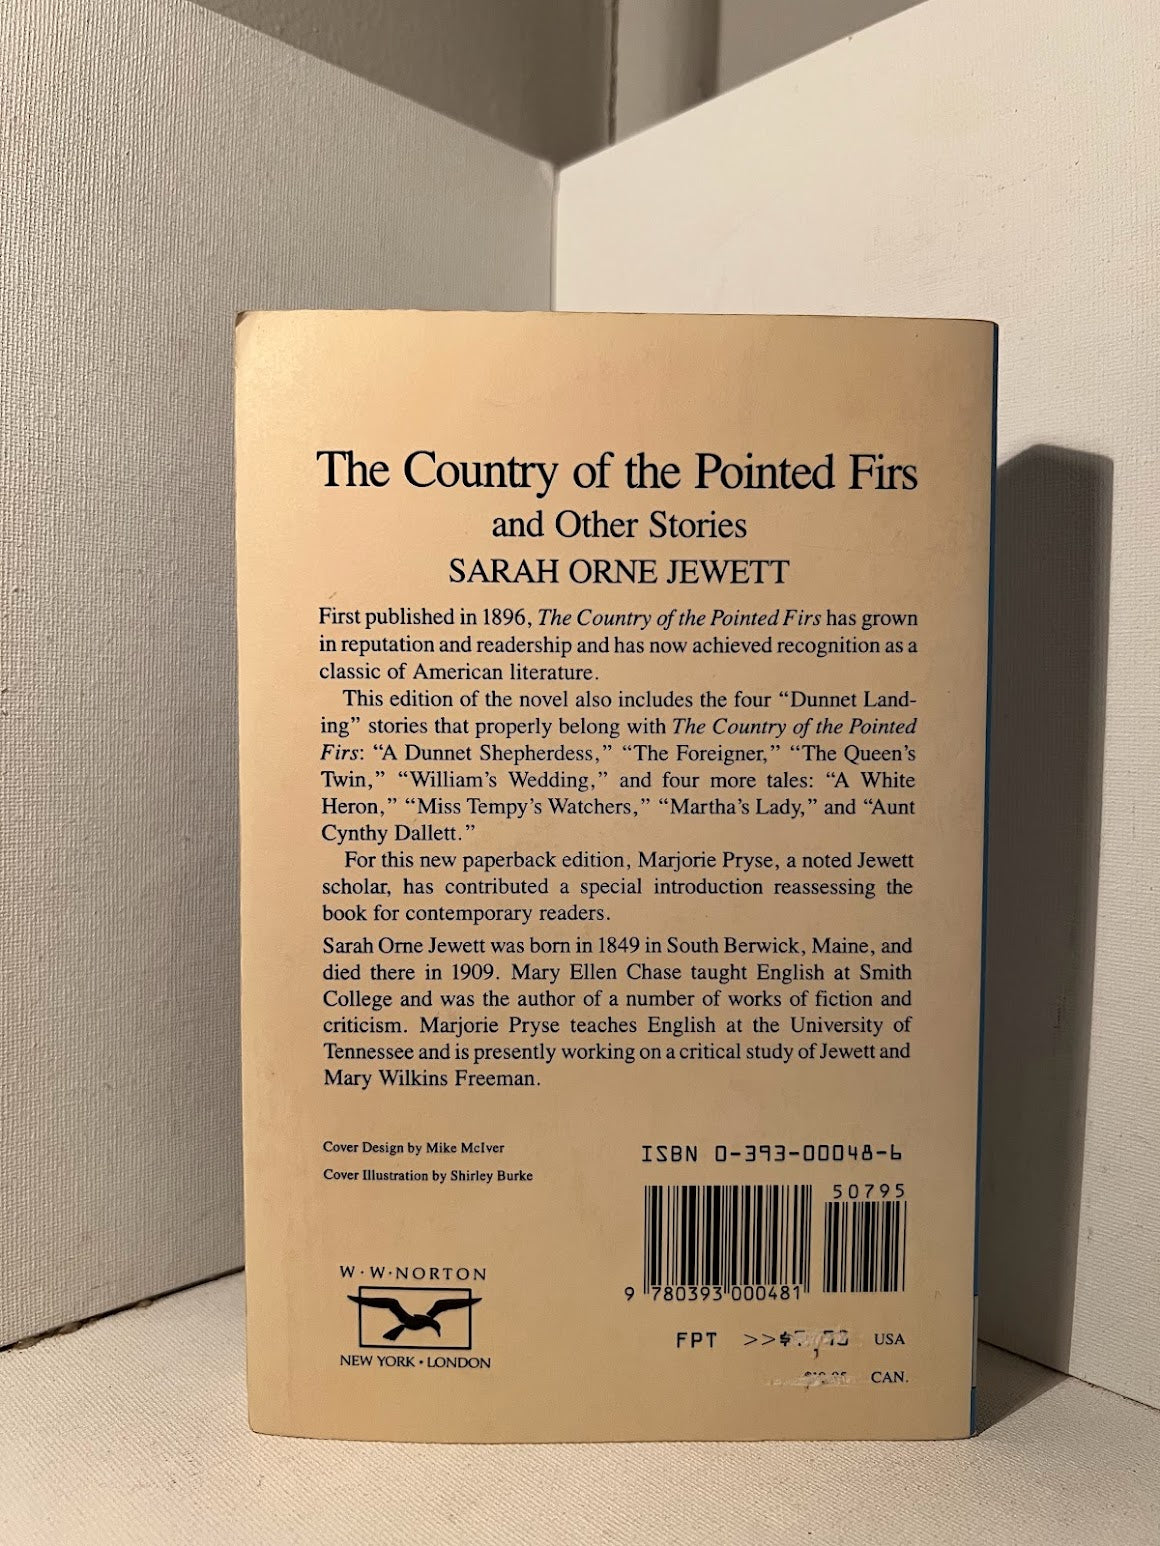 The Country of the Pointed Firs
and Other Stories
SARAH ORNE JEWETT
First published in 1896, The Country of the Pointed Firs has grown
in reputation and readership and has now achieved recognition as a
classic of American literature.
This edition of the novel also includes the four “Dunnet Land-
ing” stories that properly belong with The Country of the Pointed
Firs: “A Dunnet Shepherdess,” “The Foreigner,” “The Queen’s
Twin,” “William’s Wedding,” and four more tales: “A White
Heron,” “Miss Tempy’s Watchers,” “Martha’s Lady,” and “Aunt
Cynthy Dallett.”
For this new paperback edition, Marjorie Pryse, a noted Jewett
scholar, has contributed a special introduction reassessing the
book for contemporary readers.
Sarah Orne Jewett was born in 1849 in South Berwick, Maine, and
died there in 1909. Mary Ellen Chase taught English at Smith
College and was the author of a number of works of fiction and
criticism. Marjorie Pryse teaches English at the University of
Tennessee and is presently working on a critical study of Jewett and
Mary Wilkins Freeman.
Cover Design by Mike McIver
Cover Illustration by Shirley Burke
W·W·NORTON
NEW YORK • LONDON
ISBN 0-393-00048-6
50795
9 780393 000481
FPT >> USA
CAN.